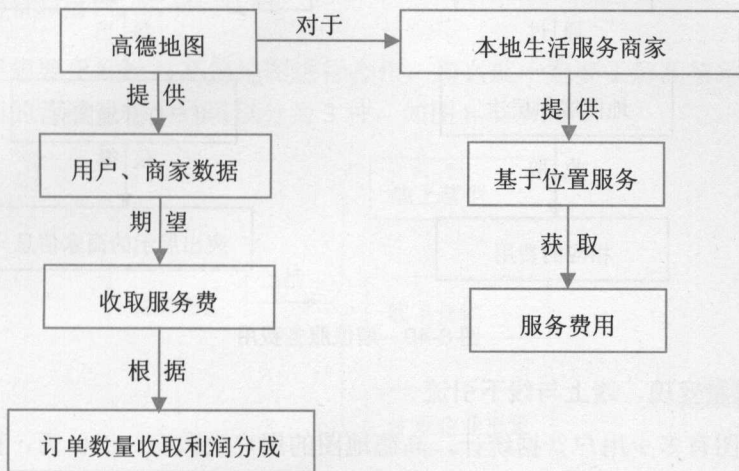 高德地图
对于
本地生活服务商家
提供
提供
用户、商家数据
基于位置服务
期望
获取
收取服务费
服务费用
根据
订单数量收取利润分成